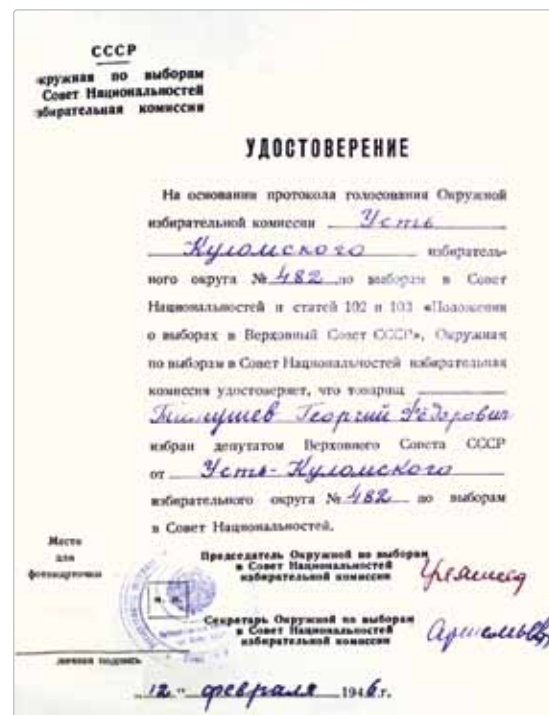 СССР
кружная по выборам
Совет Национальностей
збирательная комиссия
УДОСТОВЕРЕНИЕ
На основании протокола голосования Окружной
избирательной комиссии Усть
Куломского избиратель-
ного округа № 482 по выборам в Совет
Национальностей и статей 102 и 103 «Положения
о выборах в Верховный Совет СССР», Окружная
по выборам в Совет Национальностей избирательная
комиссия удостоверяет, что товарищ
Георгий Фёдорович
избран депутатом Верховного Совета СССР
от Усть-Куломского
избирательного округа № 482 по выборам
в Совет Национальностей.
Место
для
фотокарточки
Председатель Окружной по выборам
в Совет Национальностей
избирательной комиссии
м. п.
Секретарь Окружной по выборам
в Совет Национальностей
избирательной комиссии
личная подпись
„12" февраля 1946 г.